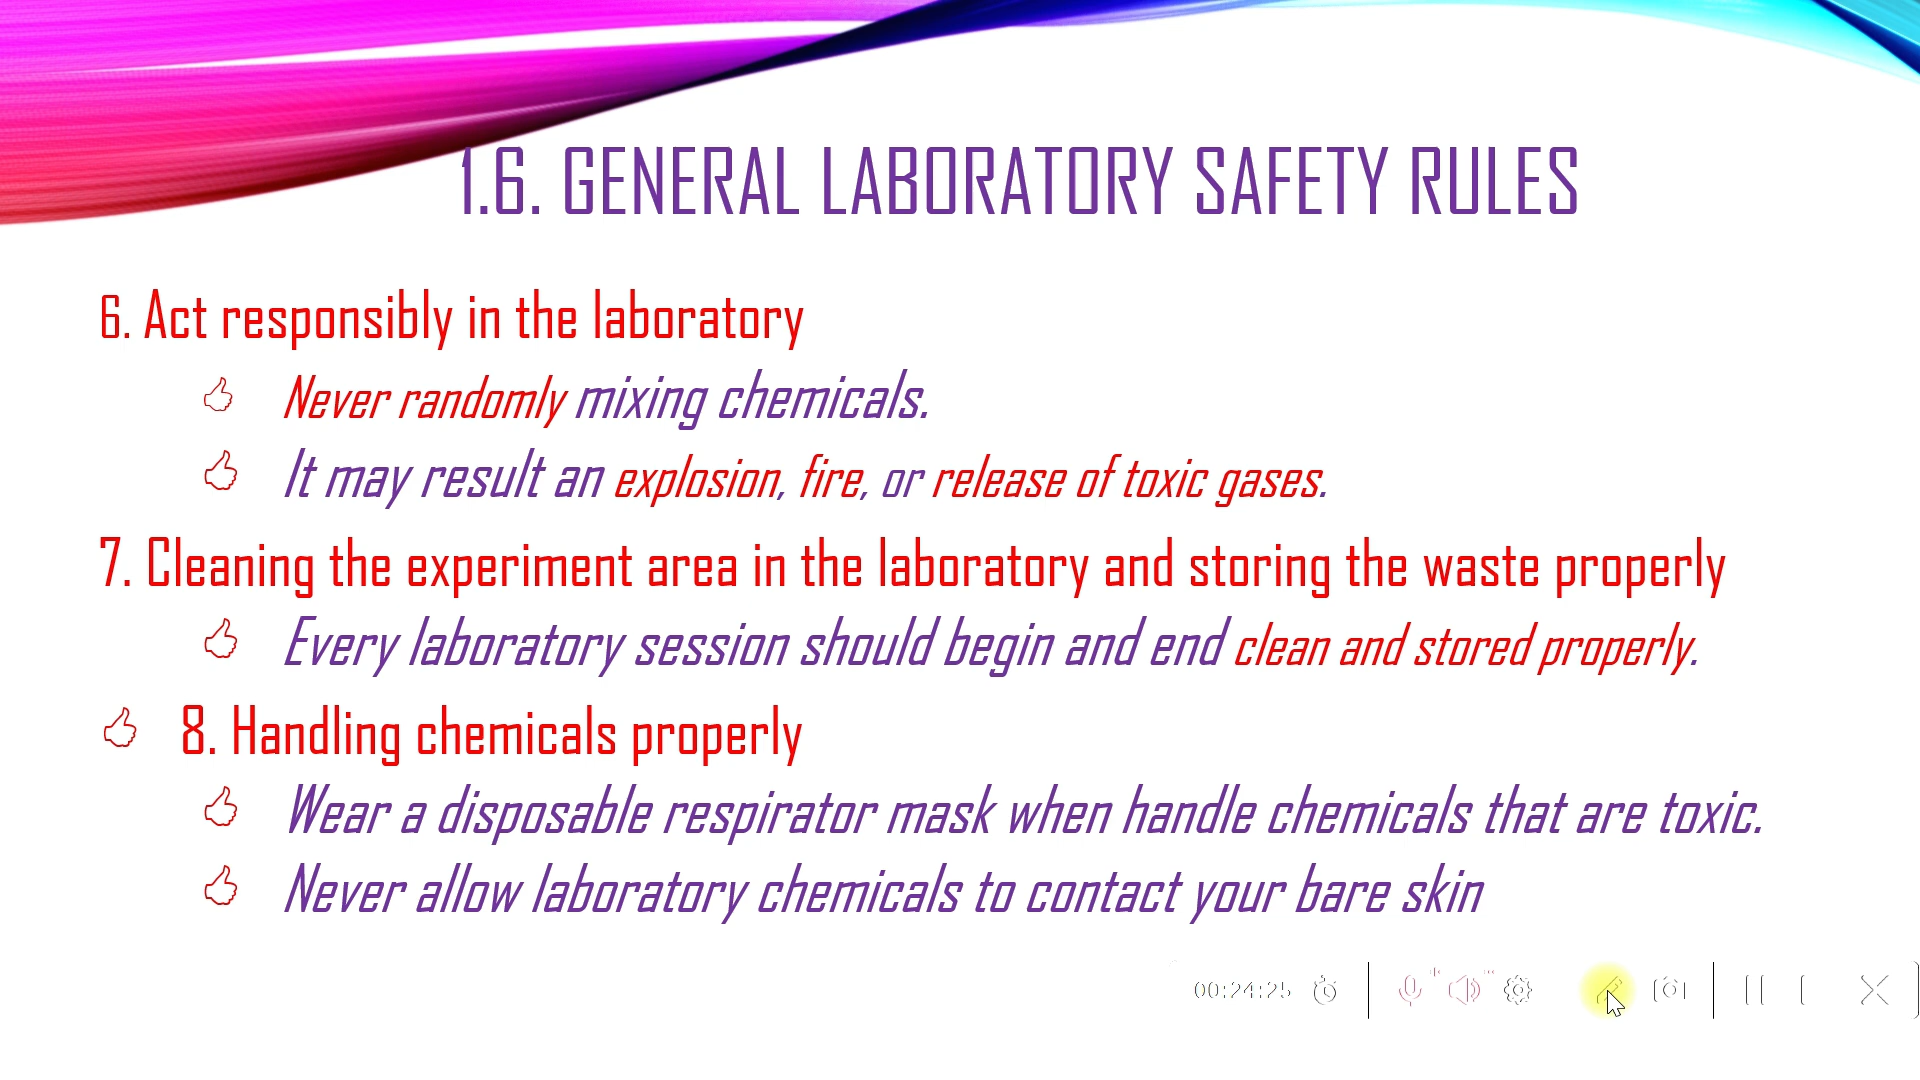 1.6. GENERAL LABORATORY SAFETY RULES
6. Act responsibly in the laboratory
Never randomly mixing chemicals.
It may result an explosion, fire, or release of toxic gases.
7. Cleaning the experiment area in the laboratory and storing the waste properly
Every laboratory session should begin and end clean and stored properly.
8. Handling chemicals properly
Wear a disposable respirator mask when handle chemicals that are toxic.
Never allow laboratory chemicals to contact your bare skin
00:24:25